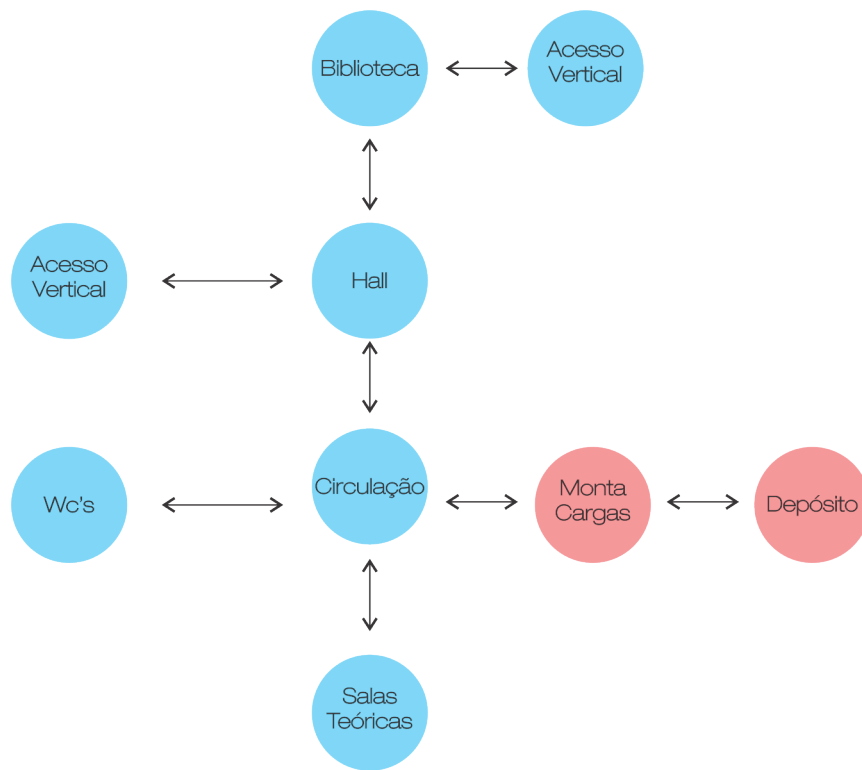 Biblioteca
Acesso
Vertical
Acesso
Vertical
Hall
Wc's
Circulação
Monta
Cargas
Depósito
Salas
Teóricas